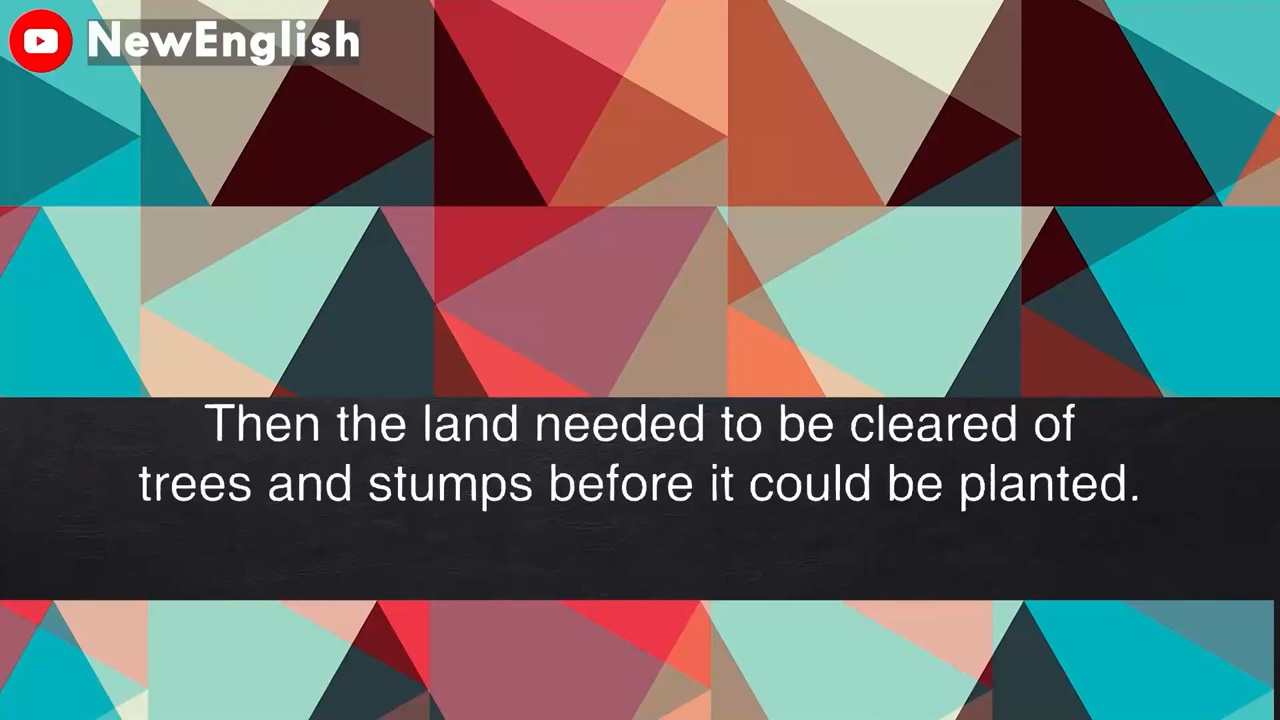 NewEnglish
Then the land needed to be cleared of
trees and stumps before it could be planted.